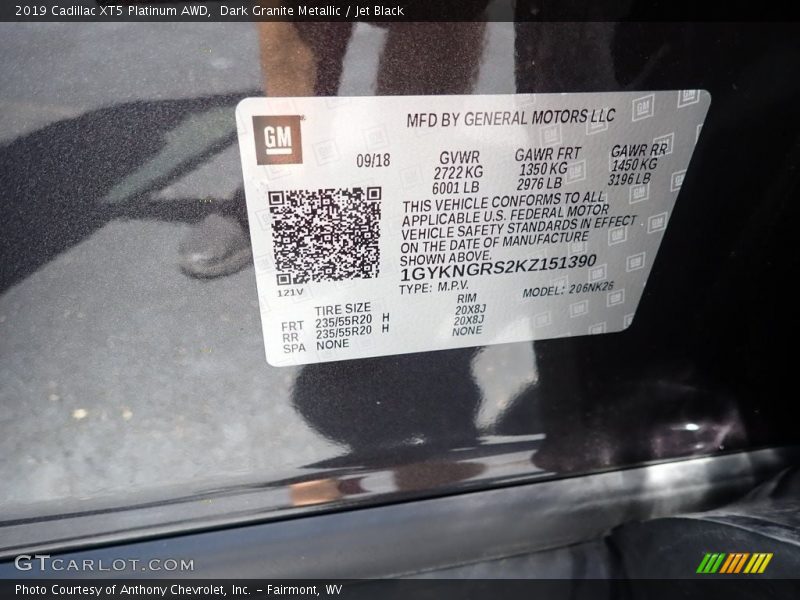 2019 Cadillac XT5 Platinum AWD,  Dark Granite Metallic / Jet Black
GM
MFD BY GENERAL MOTORS LLC
09/18
GVWR GAWR FRT GAWR RR
2722 KG 1350 KG 1450 KG
6001 LB 2976 LB 3196 LB
THIS VEHICLE CONFORMS TO ALL
APPLICABLE U.S. FEDERAL MOTOR
VEHICLE SAFETY STANDARDS IN EFFECT
ON THE DATE OF MANUFACTURE
SHOWN ABOVE.
1GYKNGRS2KZ151390
121V
TYPE: M.P.V. MODEL: 206NK26
TIRE SIZE RIM
FRT 235/55R20 H 20X8J
RR 235/55R20 H 20X8J
SPA NONE NONE
GTCARLOT.COM
Photo Courtesy of Anthony Chevrolet, Inc. – Fairmont, WV